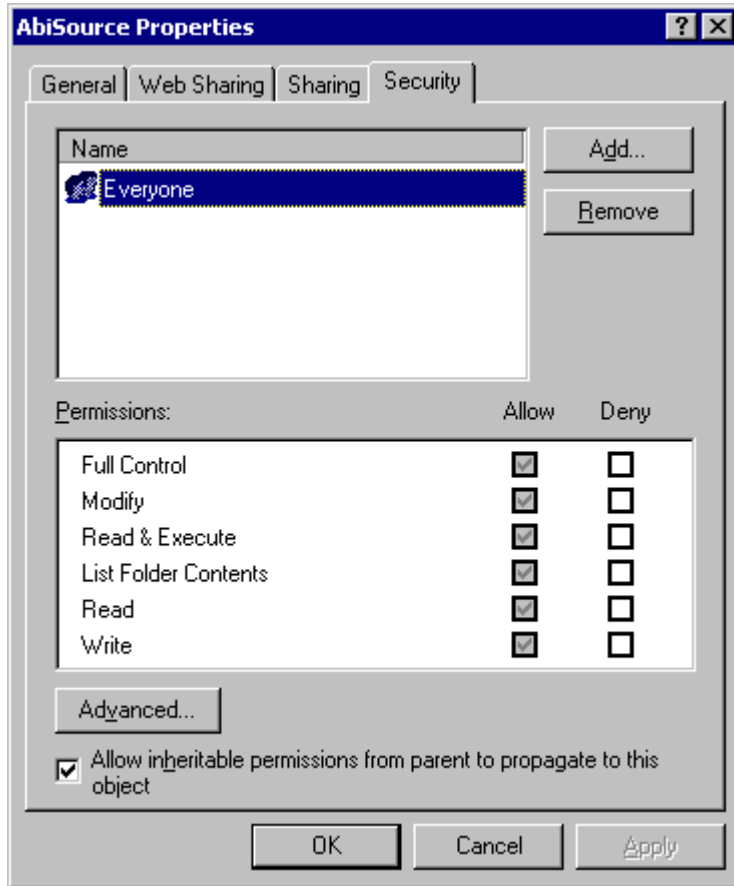 AbiSource Properties
General Web Sharing Sharing Security
Name Add...
Everyone
Remove
Permissions: Allow Deny
Full Control
Modify
Read & Execute
List Folder Contents
Read
Write
Advanced...
Allow inheritable permissions from parent to propagate to this
object
OK Cancel Apply